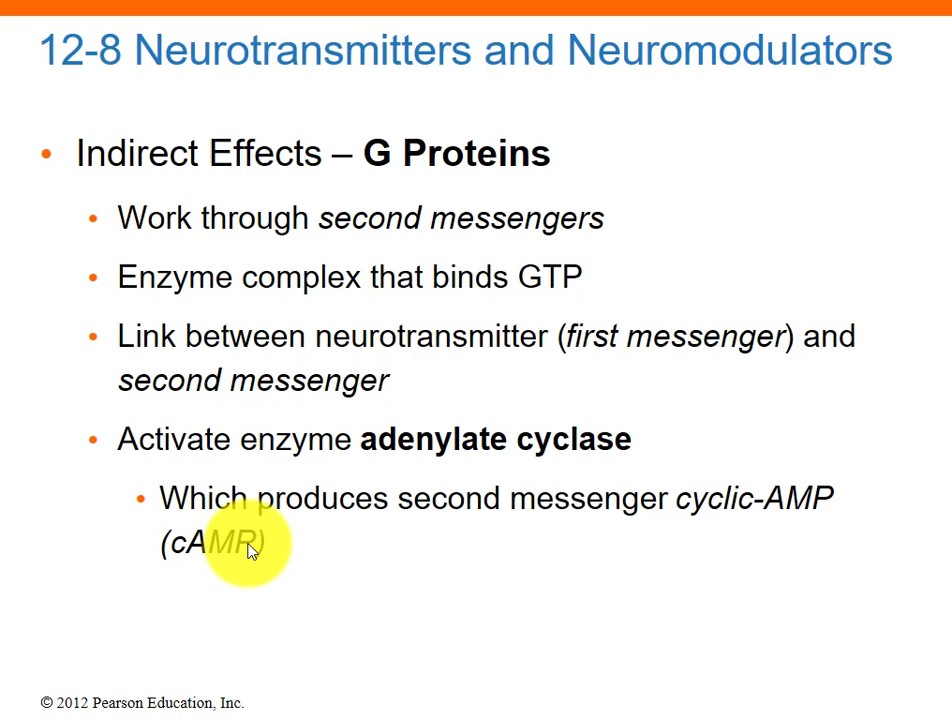 12-8 Neurotransmitters and Neuromodulators
• Indirect Effects – G Proteins
• Work through second messengers
• Enzyme complex that binds GTP
• Link between neurotransmitter (first messenger) and
second messenger
• Activate enzyme adenylate cyclase
• Which produces second messenger cyclic-AMP
(cAMP)
© 2012 Pearson Education, Inc.